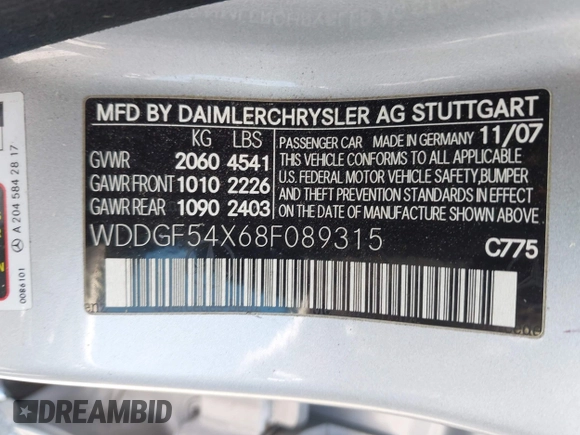 MFD BY DAIMLERCHRYSLER AG STUTTGART
KG LBS
GVWR 2060 4541
GAWR FRONT 1010 2226
GAWR REAR 1090 2403
PASSENGER CAR MADE IN GERMANY 11/07
THIS VEHICLE CONFORMS TO ALL APPLICABLE
U.S. FEDERAL MOTOR VEHICLE SAFETY, BUMPER
AND THEFT PREVENTION STANDARDS IN EFFECT
ON THE DATE OF MANUFACTURE SHOWN ABOVE.
WDDGF54X68F089315
C775
A 204 584 28 17
0086101
DREAMBID